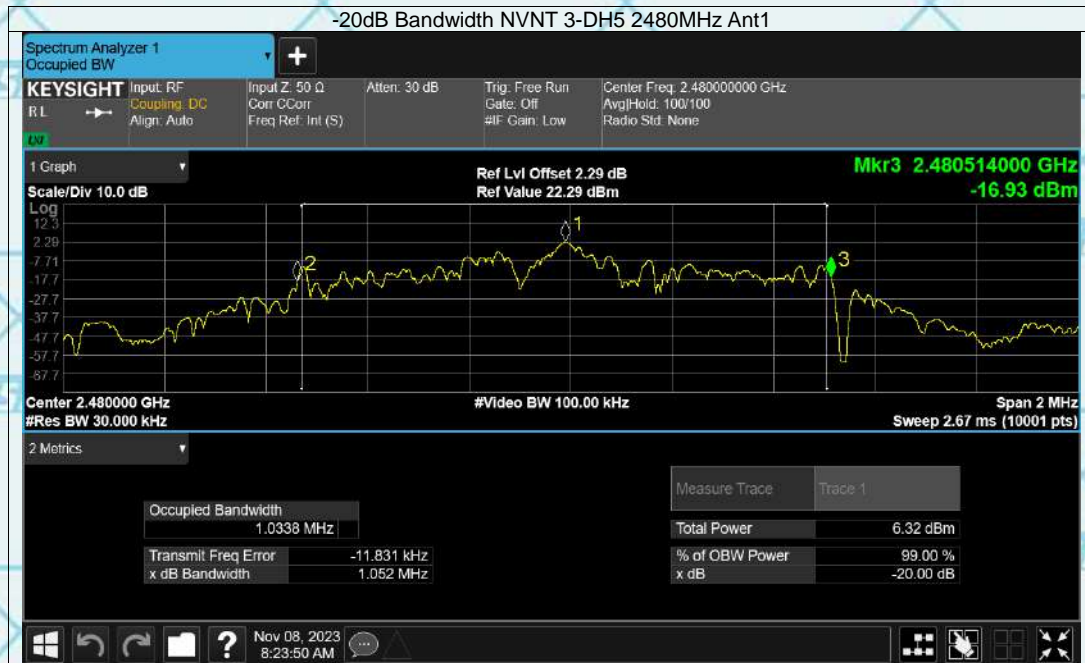 -20dB Bandwidth NVNT 3-DH5 2480MHz Ant1
Spectrum Analyzer 1
Occupied BW
KEYSIGHT
R L
LXI
Input: RF
Coupling: DC
Align: Auto
Input Z: 50 Ω
Corr CCorr
Freq Ref: Int (S)
Atten: 30 dB
Trig: Free Run
Gate: Off
#IF Gain: Low
Center Freq: 2.480000000 GHz
Avg|Hold: 100/100
Radio Std: None
1 Graph
Scale/Div 10.0 dB
Ref Lvl Offset 2.29 dB
Ref Value 22.29 dBm
Mkr3 2.480514000 GHz
-16.93 dBm
Log
12.3
2.29
-7.71
-17.7
-27.7
-37.7
-47.7
-57.7
-67.7
1
2
3
Center 2.480000 GHz
#Res BW 30.000 kHz
#Video BW 100.00 kHz
Span 2 MHz
Sweep 2.67 ms (10001 pts)
2 Metrics
Occupied Bandwidth
1.0338 MHz
Transmit Freq Error -11.831 kHz
x dB Bandwidth 1.052 MHz
Measure Trace Trace 1
Total Power 6.32 dBm
% of OBW Power 99.00 %
x dB -20.00 dB
?
Nov 08, 2023
8:23:50 AM